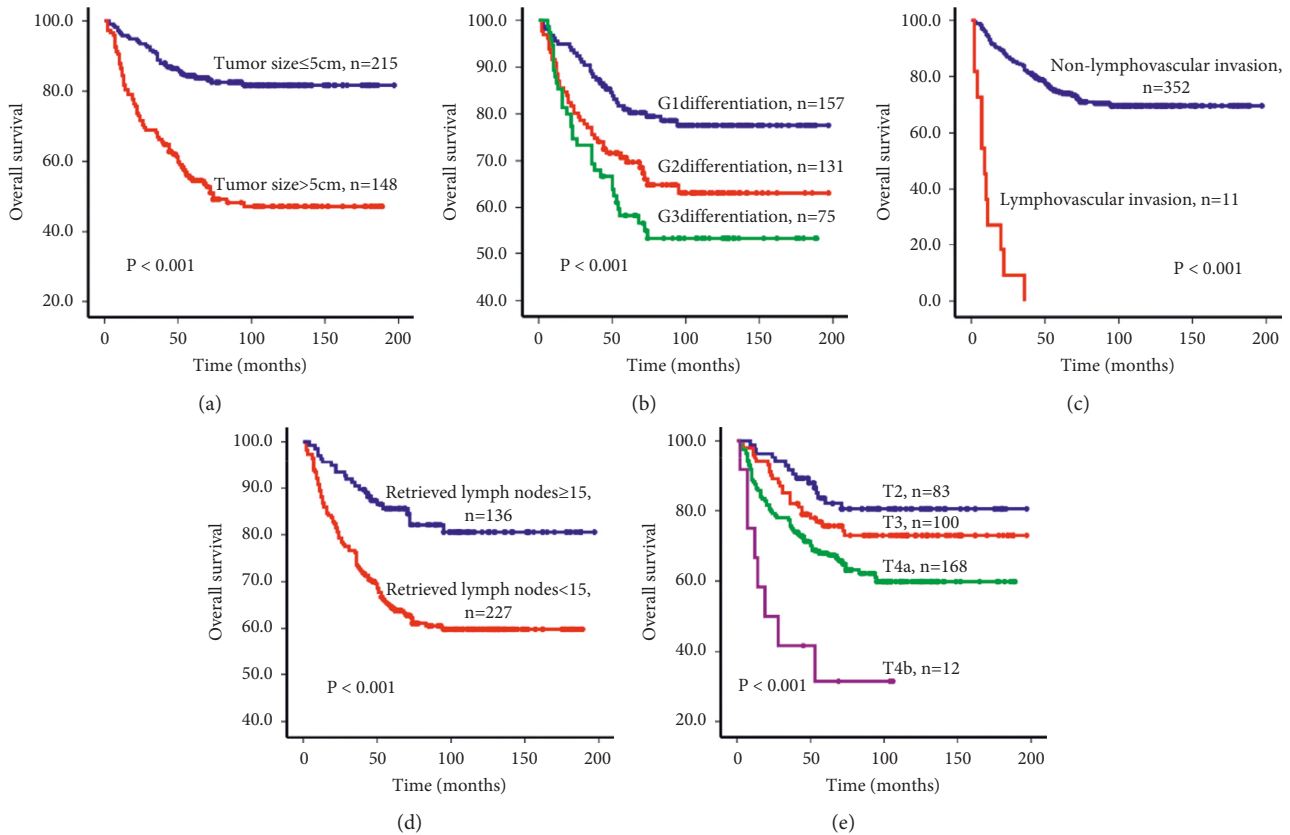 100.0
80.0
60.0
40.0
20.0
Overall survival
Tumor size≤5cm, n=215
Tumor size>5cm, n=148
P < 0.001
0
50
100
150
200
Time (months)
(a)
100.0
90.0
80.0
70.0
60.0
50.0
40.0
Overall survival
G1differentiation, n=157
G2differentiation, n=131
G3differentiation, n=75
P < 0.001
0
50
100
150
200
Time (months)
(b)
100.0
80.0
60.0
40.0
20.0
0.0
Overall survival
Non-lymphovascular invasion,
n=352
Lymphovascular invasion, n=11
P < 0.001
0
50
100
150
200
Time (months)
(c)
100.0
90.0
80.0
70.0
60.0
50.0
40.0
Overall survival
Retrieved lymph nodes≥15,
n=136
Retrieved lymph nodes<15,
n=227
P < 0.001
0
50
100
150
200
Time (months)
(d)
100.0
80.0
60.0
40.0
20.0
Overall survival
T2, n=83
T3, n=100
T4a, n=168
T4b, n=12
P < 0.001
0
50
100
150
200
Time (months)
(e)